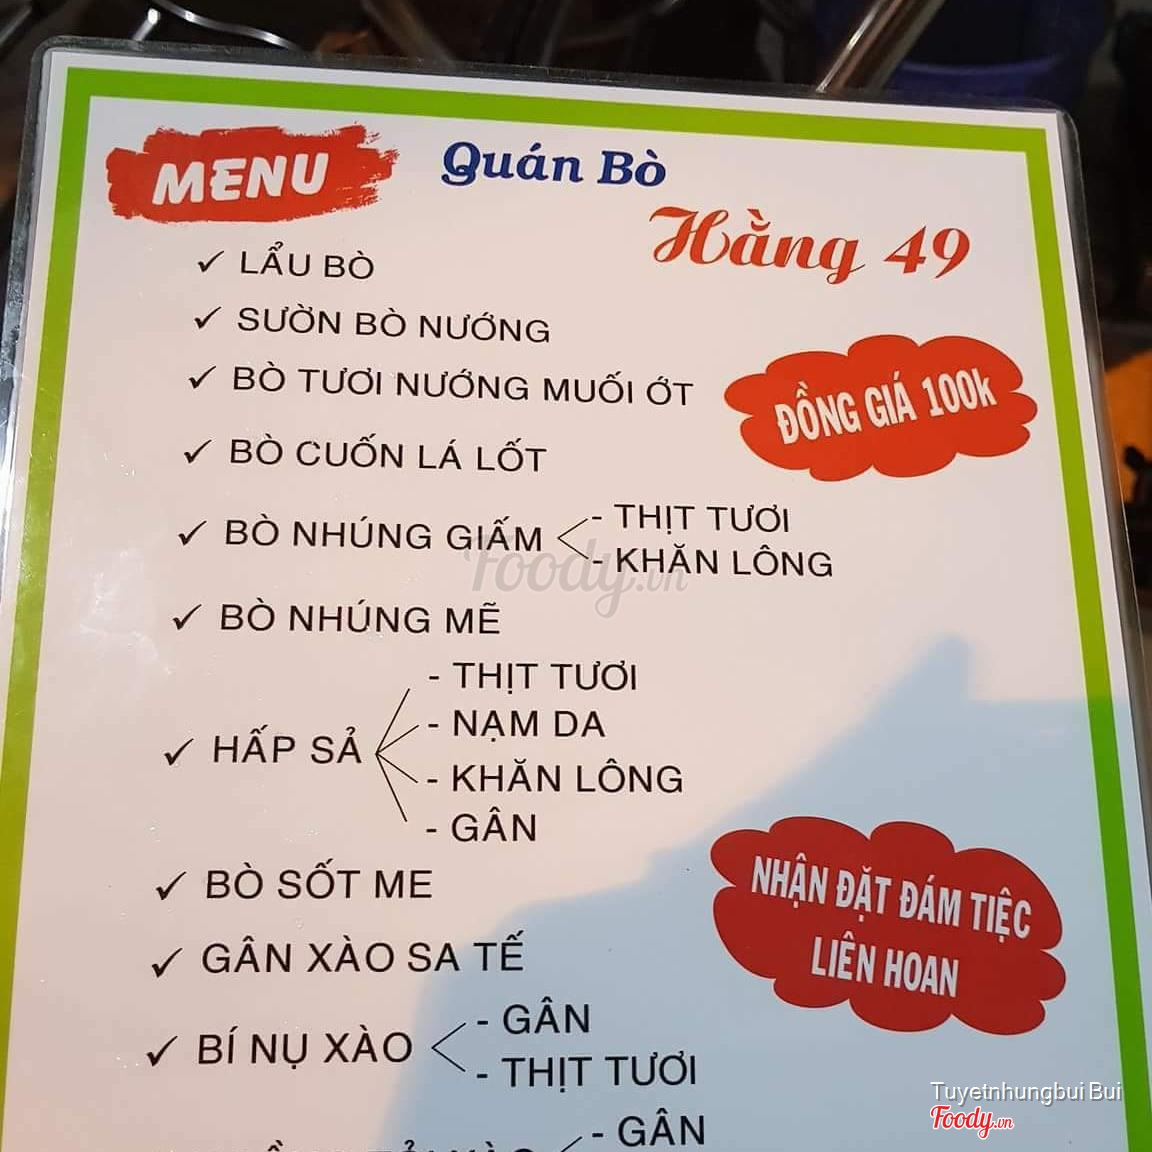 MENU
Quán Bò
Hằng 49
LẨU BÒ
SƯỜN BÒ NƯỚNG
BÒ TƯƠI NƯỚNG MUỐI ỚT
ĐỒNG GIÁ 100k
BÒ CUỐN LÁ LỐT
BÒ NHÚNG GIẤM
- THỊT TƯƠI
- KHĂN LÔNG
Foody.vn
BÒ NHÚNG MẼ
HẤP SẢ
- THỊT TƯƠI
- NẠM DA
- KHĂN LÔNG
- GÂN
BÒ SỐT ME
NHẬN ĐẶT ĐÁM TIỆC
LIÊN HOAN
GÂN XÀO SA TẾ
BÍ NỤ XÀO
- GÂN
- THỊT TƯƠI
- GÂN
Tuyetnhungbui Bui
Foody.vn